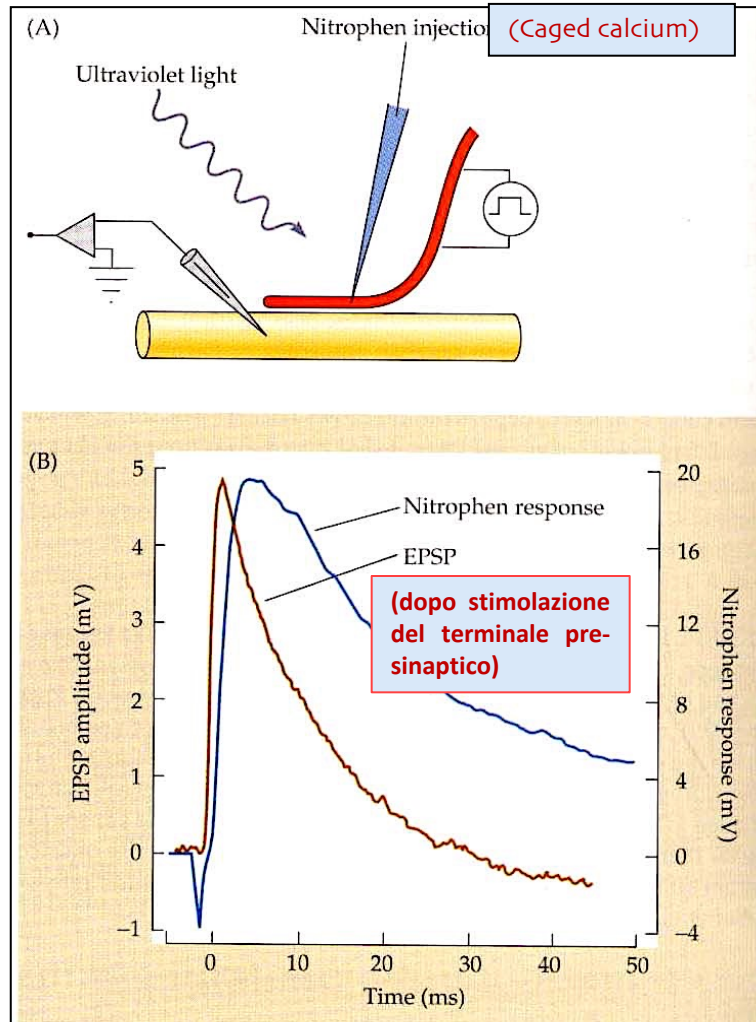 (A)
Nitrophen injection
(Caged calcium)
Ultraviolet light
(B)
5
4
3
2
1
0
–1
EPSP amplitude (mV)
Nitrophen response
EPSP
(dopo stimolazione
del terminale pre-
sinaptico)
20
16
12
8
4
0
–4
Nitrophen response (mV)
0
10
20
30
40
50
Time (ms)